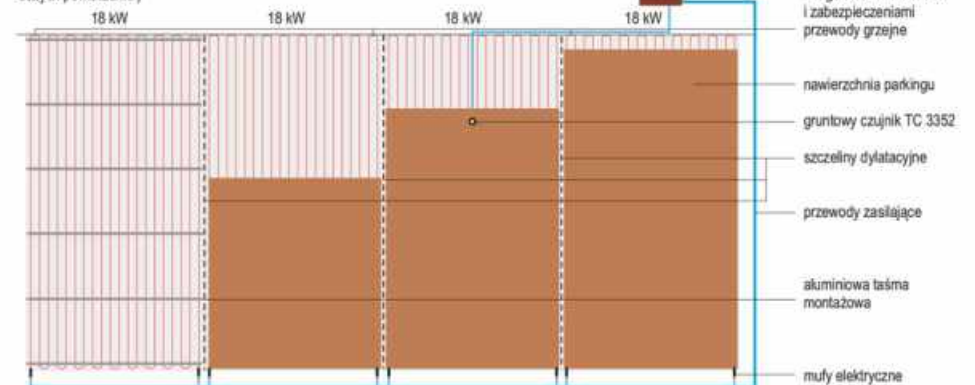 18 kW
18 kW
18 kW
18 kW
i zabezpieczeniami
przewody grzejne
nawierzchnia parkingu
gruntowy czujnik TC 3352
szczeliny dylatacyjne
przewody zasilające
aluminiowa taśma
montażowa
mufy elektryczne